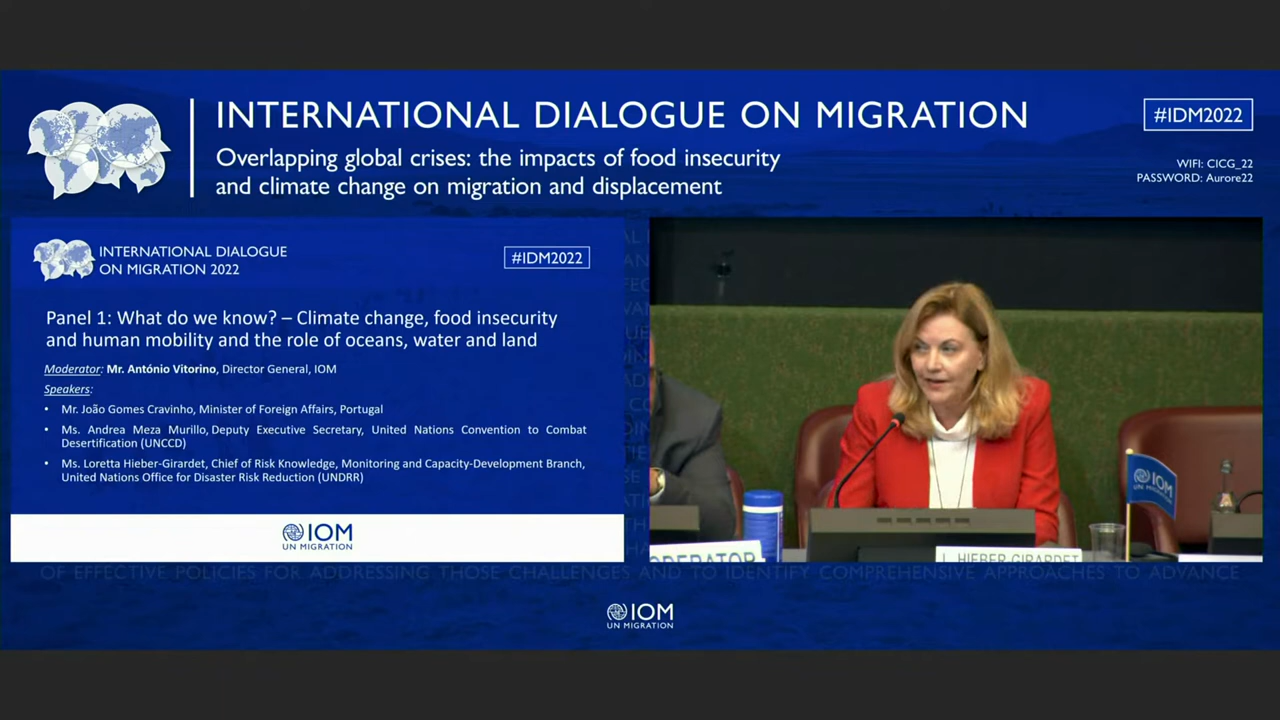 INTERNATIONAL DIALOGUE ON MIGRATION
Overlapping global crises: the impacts of food insecurity
and climate change on migration and displacement
#IDM2022
WIFI: CICG_22
PASSWORD: Aurore22
INTERNATIONAL DIALOGUE
ON MIGRATION 2022
#IDM2022
Panel 1: What do we know? – Climate change, food insecurity
and human mobility and the role of oceans, water and land
Moderator: Mr. António Vitorino, Director General, IOM
Speakers:
• Mr. João Gomes Cravinho, Minister of Foreign Affairs, Portugal
• Ms. Andrea Meza Murillo, Deputy Executive Secretary, United Nations Convention to Combat
Desertification (UNCCD)
• Ms. Loretta Hieber-Girardet, Chief of Risk Knowledge, Monitoring and Capacity-Development Branch,
United Nations Office for Disaster Risk Reduction (UNDRR)
IOM
UN MIGRATION
IOM
UN MIGRATION
ODERATOR
L. HIEBER-GIRARDET
OF EFFECTIVE POLICIES FOR ADDRESSING THOSE CHALLENGES AND TO IDENTIFY COMPREHENSIVE APPROACHES TO ADVANCE
IOM
UN MIGRATION